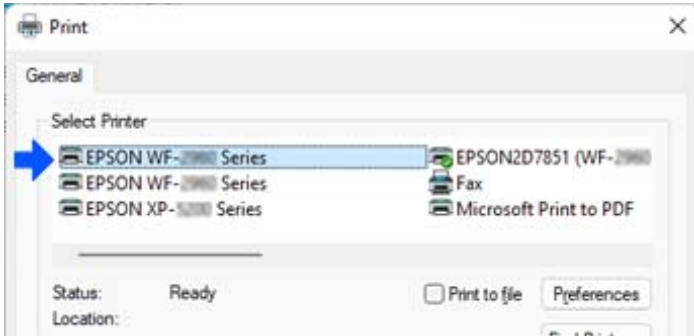 Print
General
Select Printer
EPSON WF- Series
EPSON WF- Series
EPSON XP- Series
EPSON2D7851 (WF-
Fax
Microsoft Print to PDF
Status: Ready
Print to file
Preferences
Location: